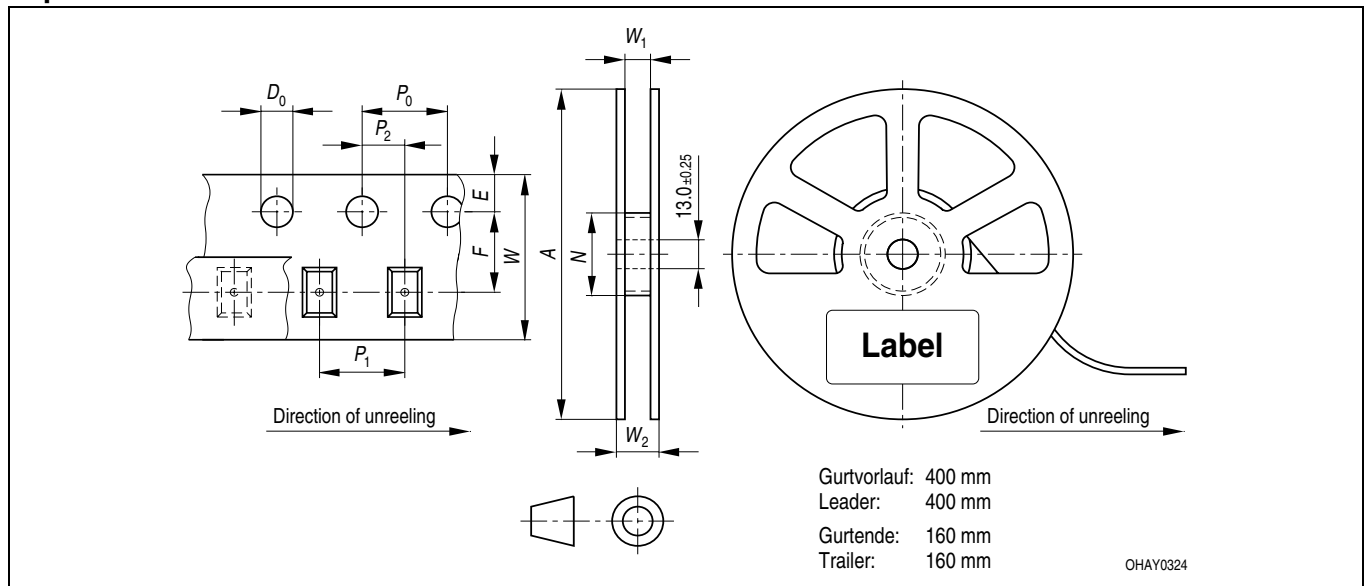 W₁
D₀
P₀
P₂
E
F
W
A
N
13.0±0.25
Label
P₁
Direction of unreeling
W₂
Direction of unreeling
Gurtvorlauf: 400 mm
Leader: 400 mm
Gurtende: 160 mm
Trailer: 160 mm
OHAY0324